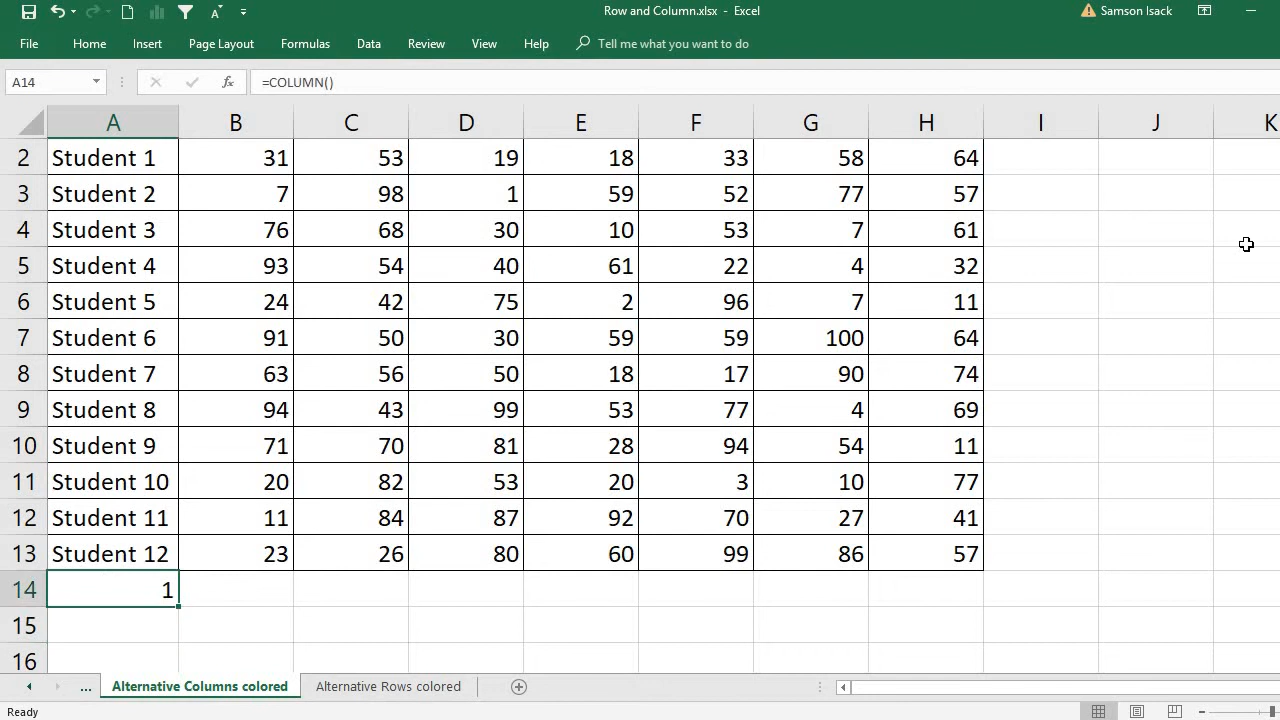 Row and Column.xlsx - Excel
Samson Isack
File Home Insert Page Layout Formulas Data Review View Help Tell me what you want to do
A14 fx =COLUMN()
A B C D E F G H I J K
2 Student 1 31 53 19 18 33 58 64
3 Student 2 7 98 1 59 52 77 57
4 Student 3 76 68 30 10 53 7 61
5 Student 4 93 54 40 61 22 4 32
6 Student 5 24 42 75 2 96 7 11
7 Student 6 91 50 30 59 59 100 64
8 Student 7 63 56 50 18 17 90 74
9 Student 8 94 43 99 53 77 4 69
10 Student 9 71 70 81 28 94 54 11
11 Student 10 20 82 53 20 3 10 77
12 Student 11 11 84 87 92 70 27 41
13 Student 12 23 26 80 60 99 86 57
14 1
15
16
... Alternative Columns colored Alternative Rows colored
Ready